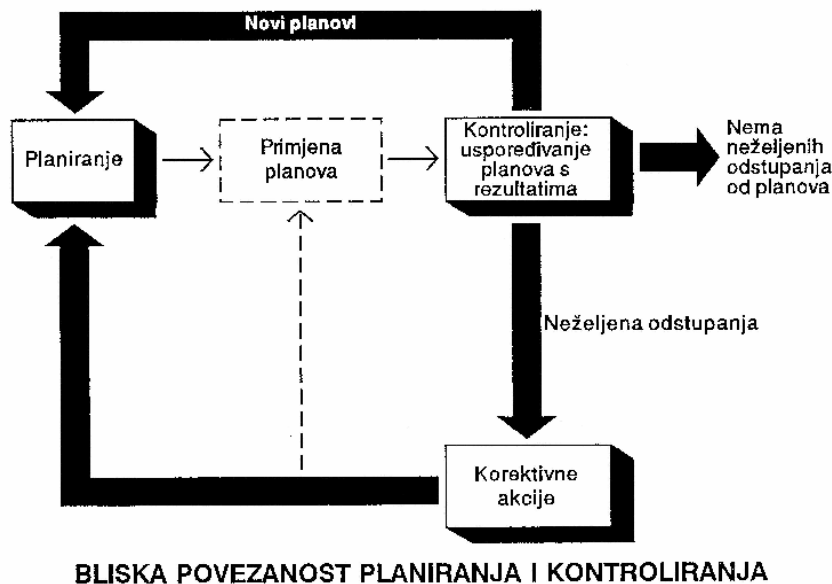 Novi planovi
Planiranje
Primjena
planova
Kontroliranje:
uspoređivanje
planova s
rezultatima
Nema
neželjenih
odstupanja
od planova
Neželjena odstupanja
Korektivne
akcije
BLISKA POVEZANOST PLANIRANJA I KONTROLIRANJA